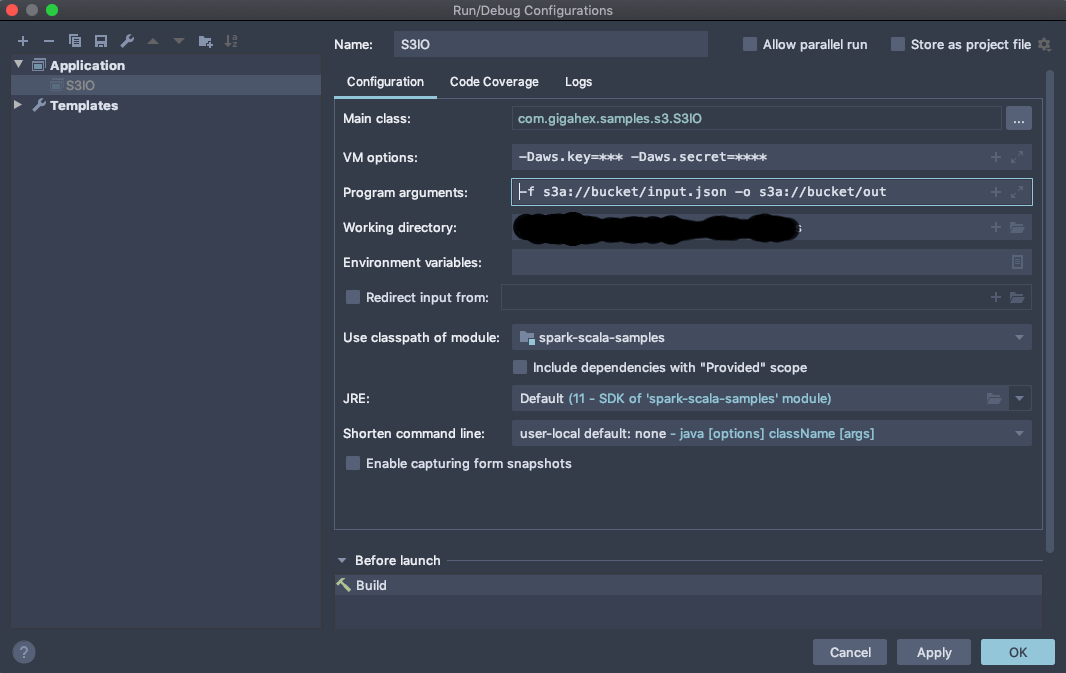 Run/Debug Configurations
Name: S3IO
Allow parallel run
Store as project file
Application
S3IO
Templates
Configuration Code Coverage Logs
Main class: com.gigahex.samples.s3.S3IO ...
VM options: -Daws.key=*** -Daws.secret=****
Program arguments: -f s3a://bucket/input.json -o s3a://bucket/out
Working directory: s
Environment variables:
Redirect input from:
Use classpath of module: spark-scala-samples
Include dependencies with "Provided" scope
JRE: Default (11 - SDK of 'spark-scala-samples' module)
Shorten command line: user-local default: none - java [options] className [args]
Enable capturing form snapshots
Before launch
Build
? Cancel Apply OK